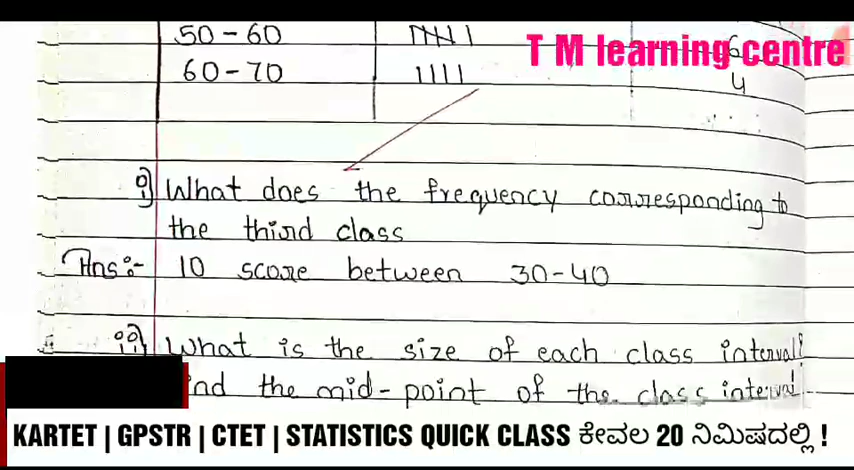 50-60 6
T M learning centre
60-70 4
i) What does the frequency corresponding to
the third class
Ans:- 10 score between 30-40
ii) What is the size of each class interval?
ind the mid-point of the class interval
KARTET | GPSTR | CTET | STATISTICS QUICK CLASS ಕೇವಲ 20 ನಿಮಿಷದಲ್ಲಿ !